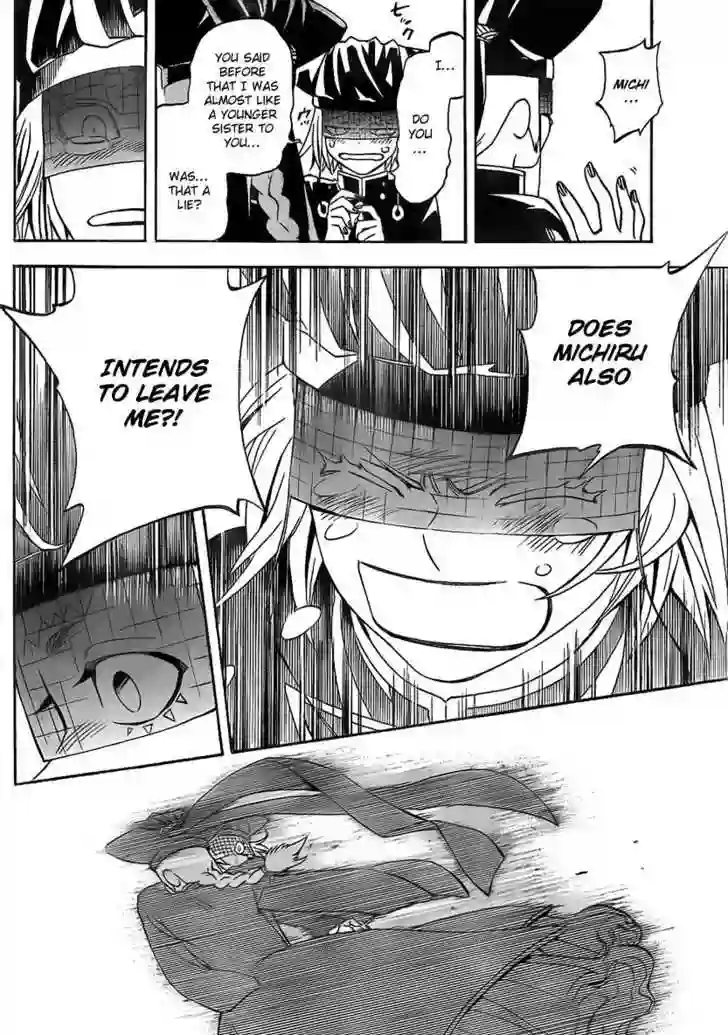 MICHI
...
I...
DO
YOU
...
YOU SAID
BEFORE
THAT I WAS
ALMOST LIKE
A YOUNGER
SISTER TO
YOU...
WAS...
THAT A
LIE?
DOES
MICHIRU
ALSO
INTENDS
TO LEAVE
ME?!